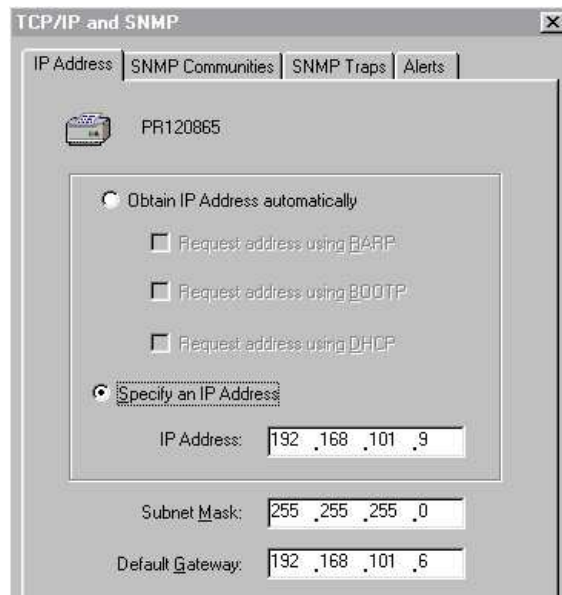 TCP/IP and SNMP
IP Address SNMP Communities SNMP Traps Alerts
PR120865
Obtain IP Address automatically
Request address using RARP
Request address using BOOTP
Request address using DHCP
Specify an IP Address
IP Address: 192 .168 .101 .9
Subnet Mask: 255 .255 .255 .0
Default Gateway: 192 .168 .101 .6